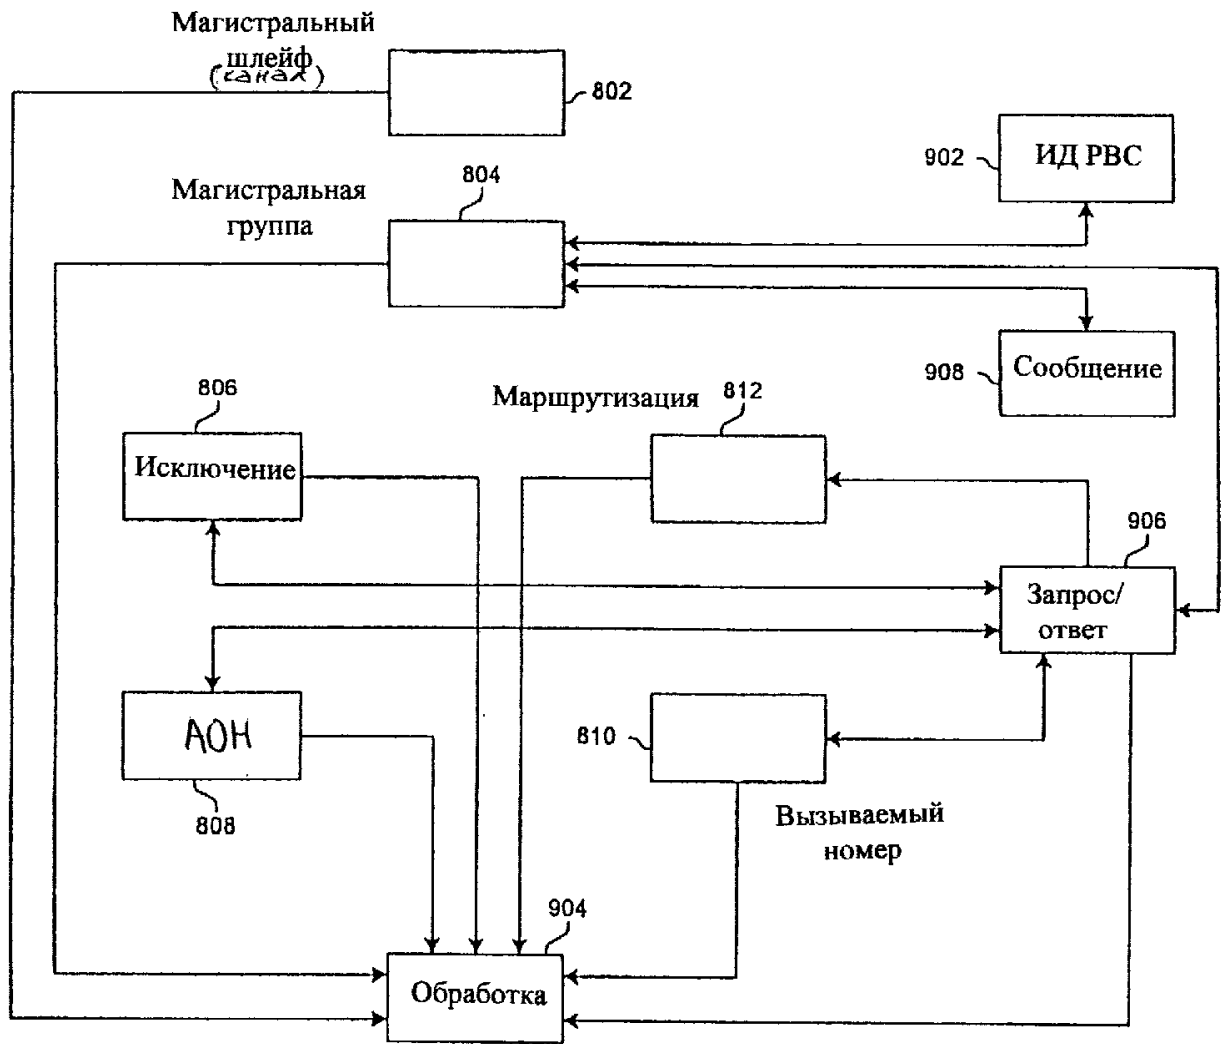 Магистральный
шлейф
(канал)
802
902
ИД РВС
804
Магистральная
группа
908
Сообщение
806
Маршрутизация
812
Исключение
906
Запрос/
ответ
АОН
810
808
Вызываемый
номер
904
Обработка